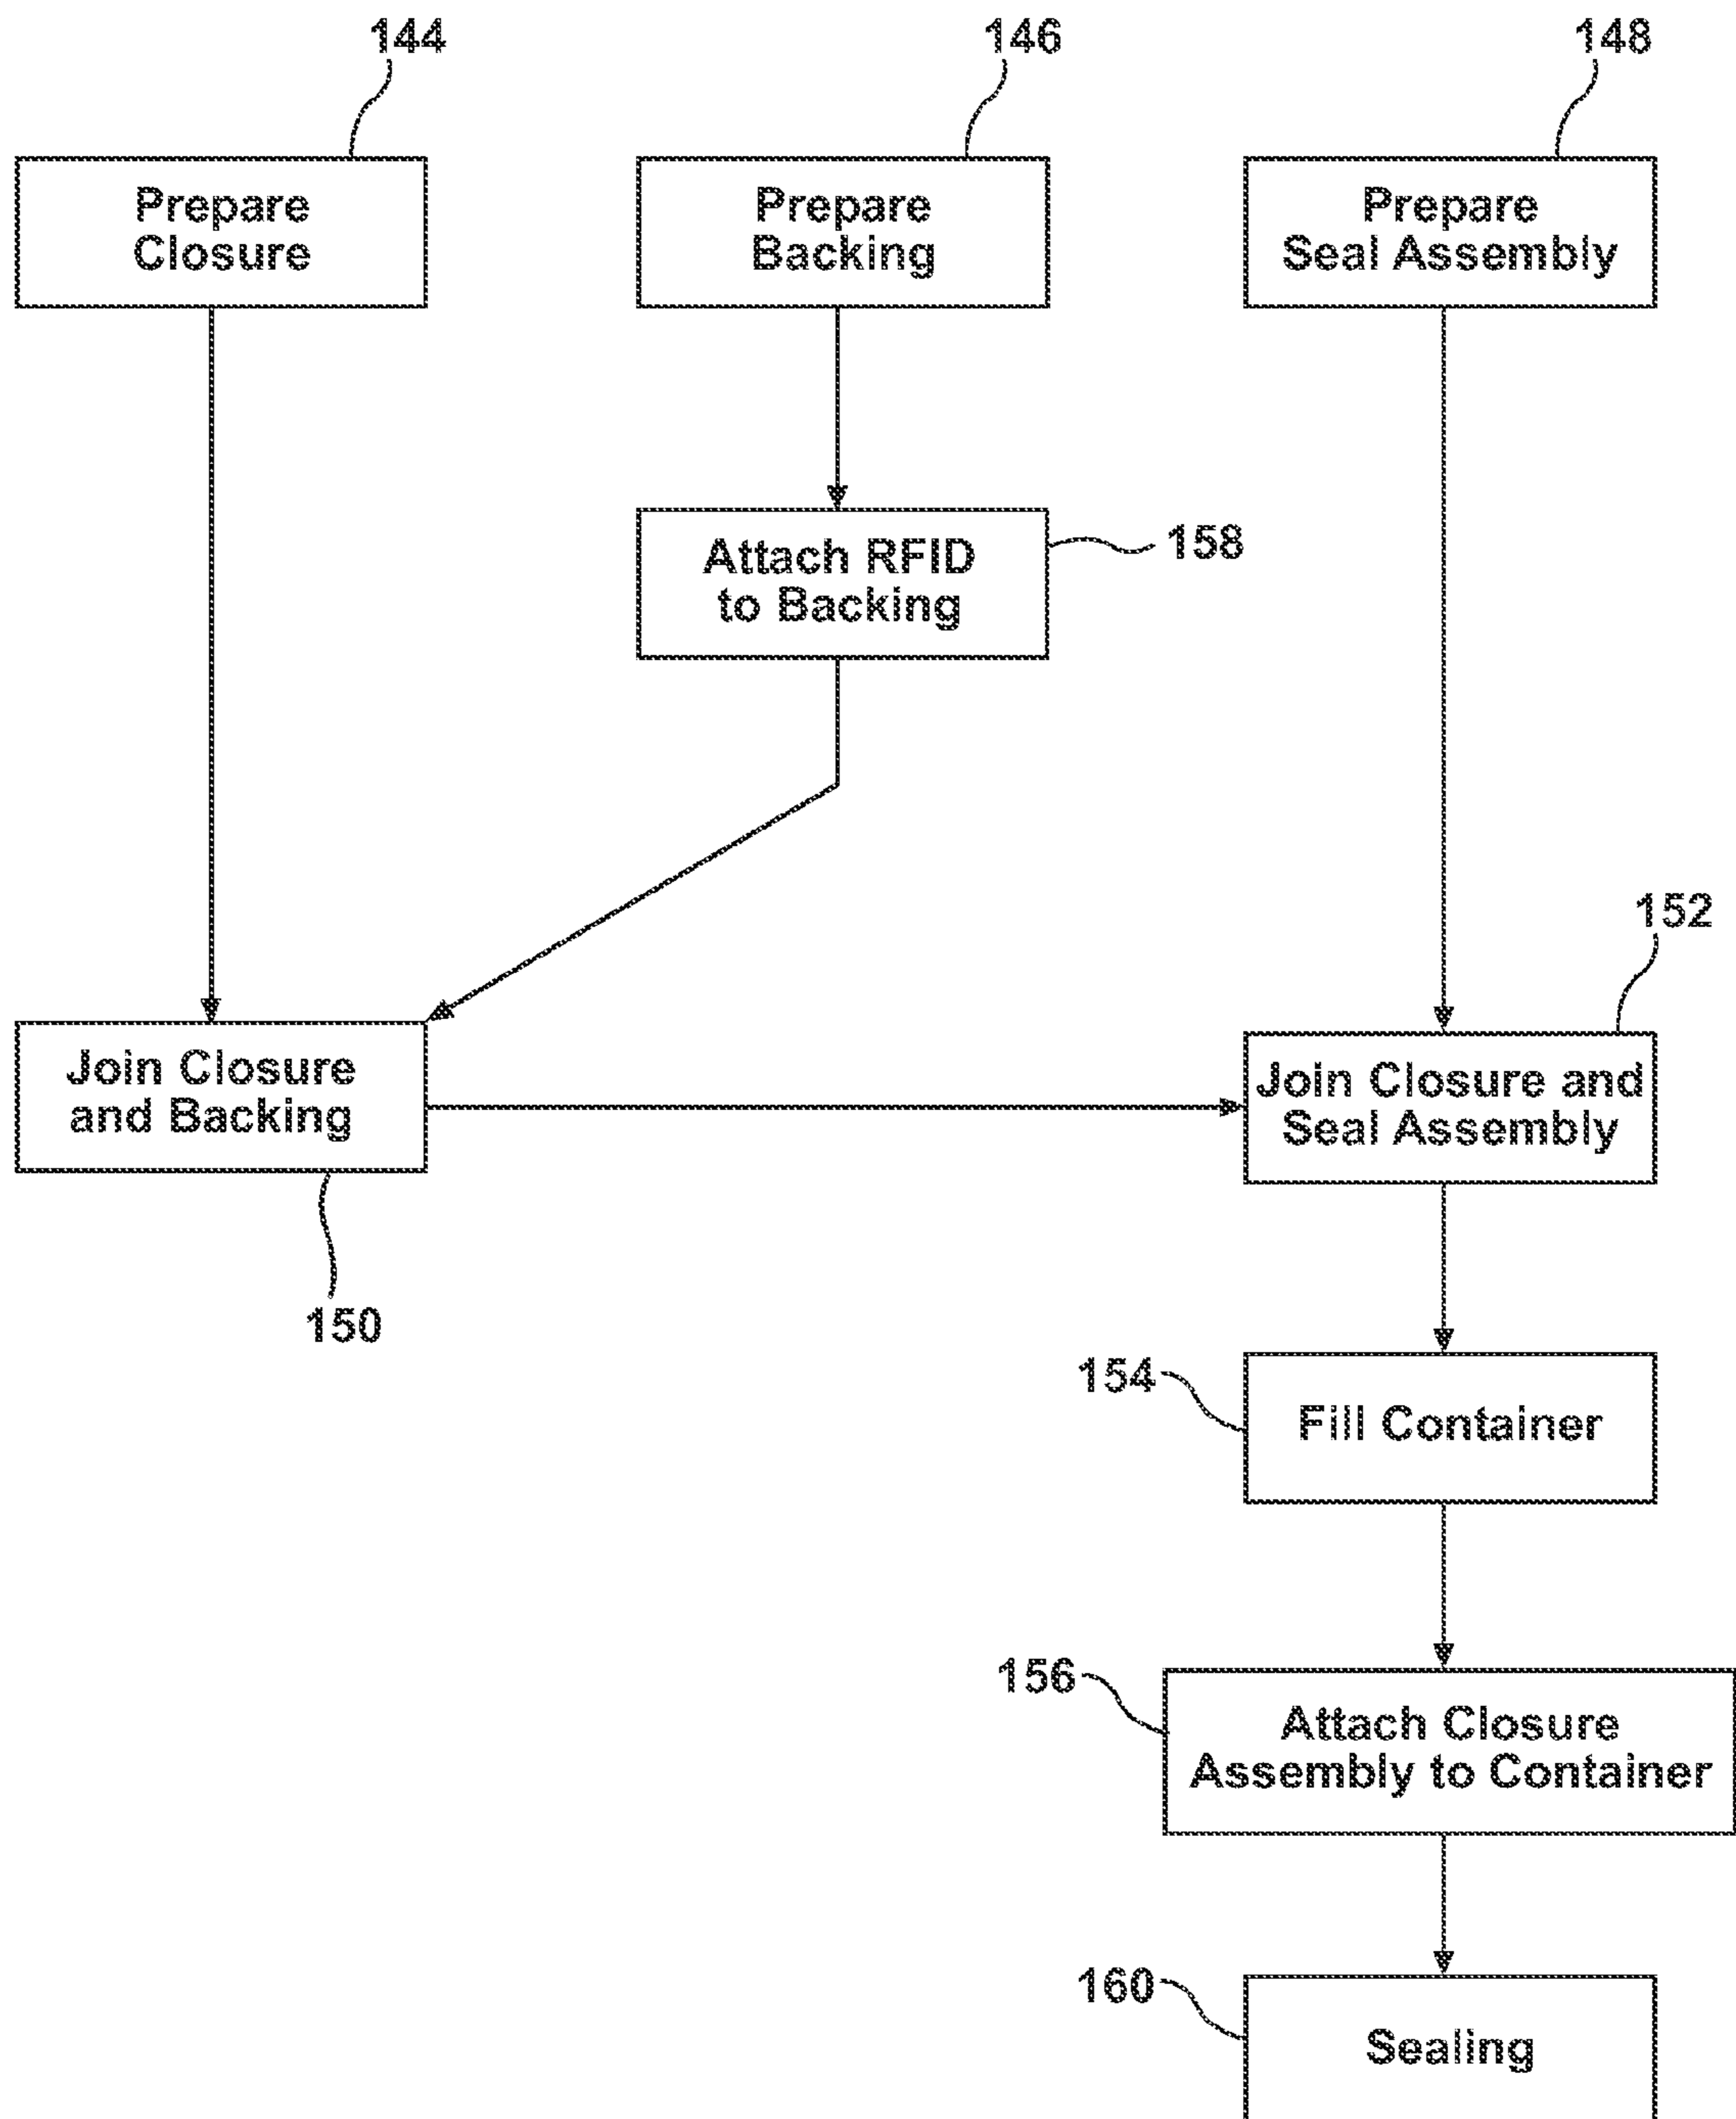 144
146
148
Prepare
Closure
Prepare
Backing
Prepare
Seal Assembly
Attach RFID
to Backing
158
152
Join Closure
and Backing
Join Closure and
Seal Assembly
150
154
Fill Container
156
Attach Closure
Assembly to Container
160
Sealing